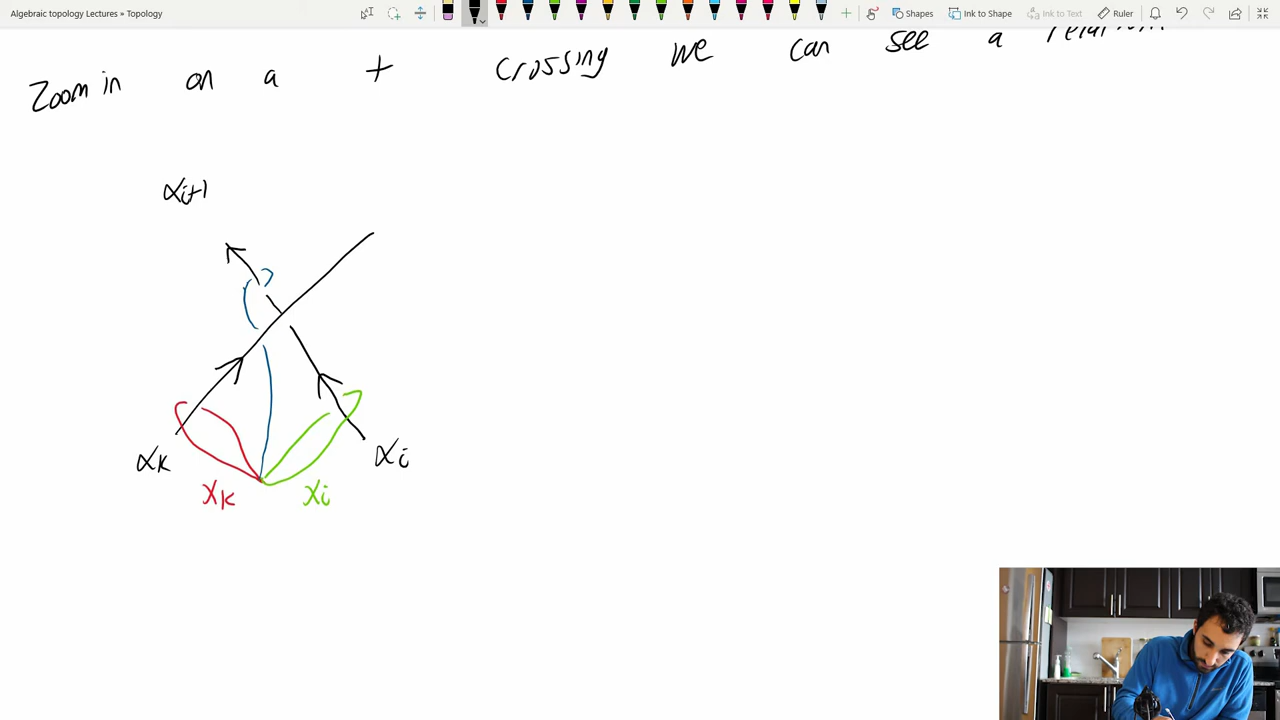 Algebraic topology Lectures – Topology
Shapes Ink to Shape Ink to Text Ruler
Zoom in on a + crossing we can see a
αi+1
αk αi
xk xi